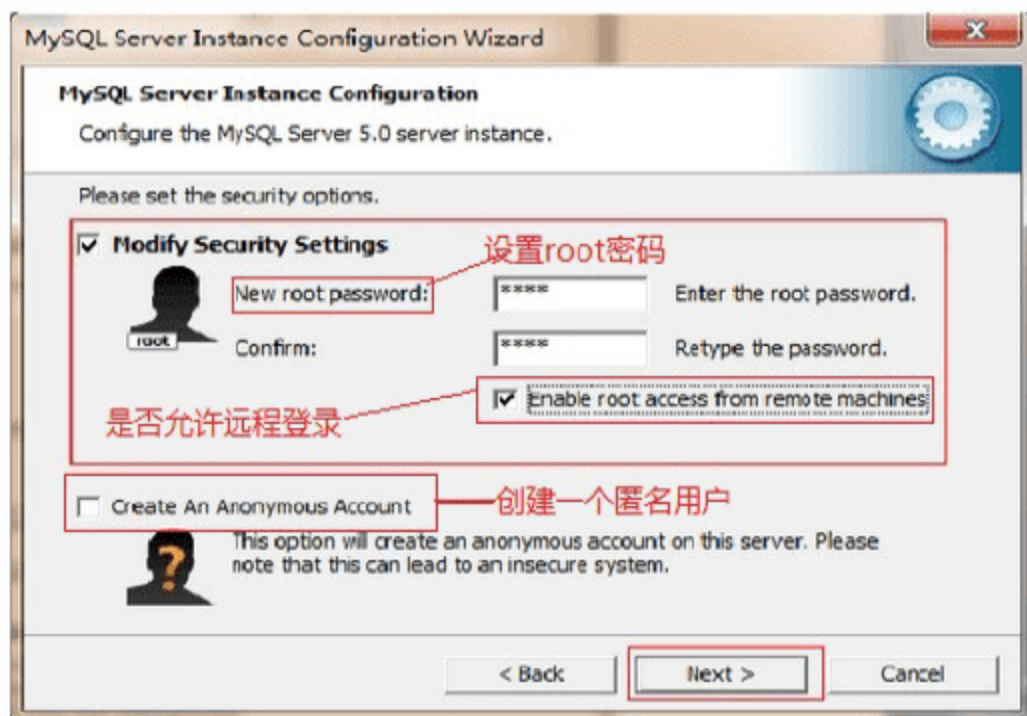 MySQL Server Instance Configuration Wizard
MySQL Server Instance Configuration
Configure the MySQL Server 5.0 server instance.
Please set the security options.
Modify Security Settings
设置root密码
New root password:
****
Enter the root password.
root
Confirm:
****
Retype the password.
Enable root access from remote machines
是否允许远程登录
Create An Anonymous Account
创建一个匿名用户
?
This option will create an anonymous account on this server. Please
note that this can lead to an insecure system.
< Back
Next >
Cancel